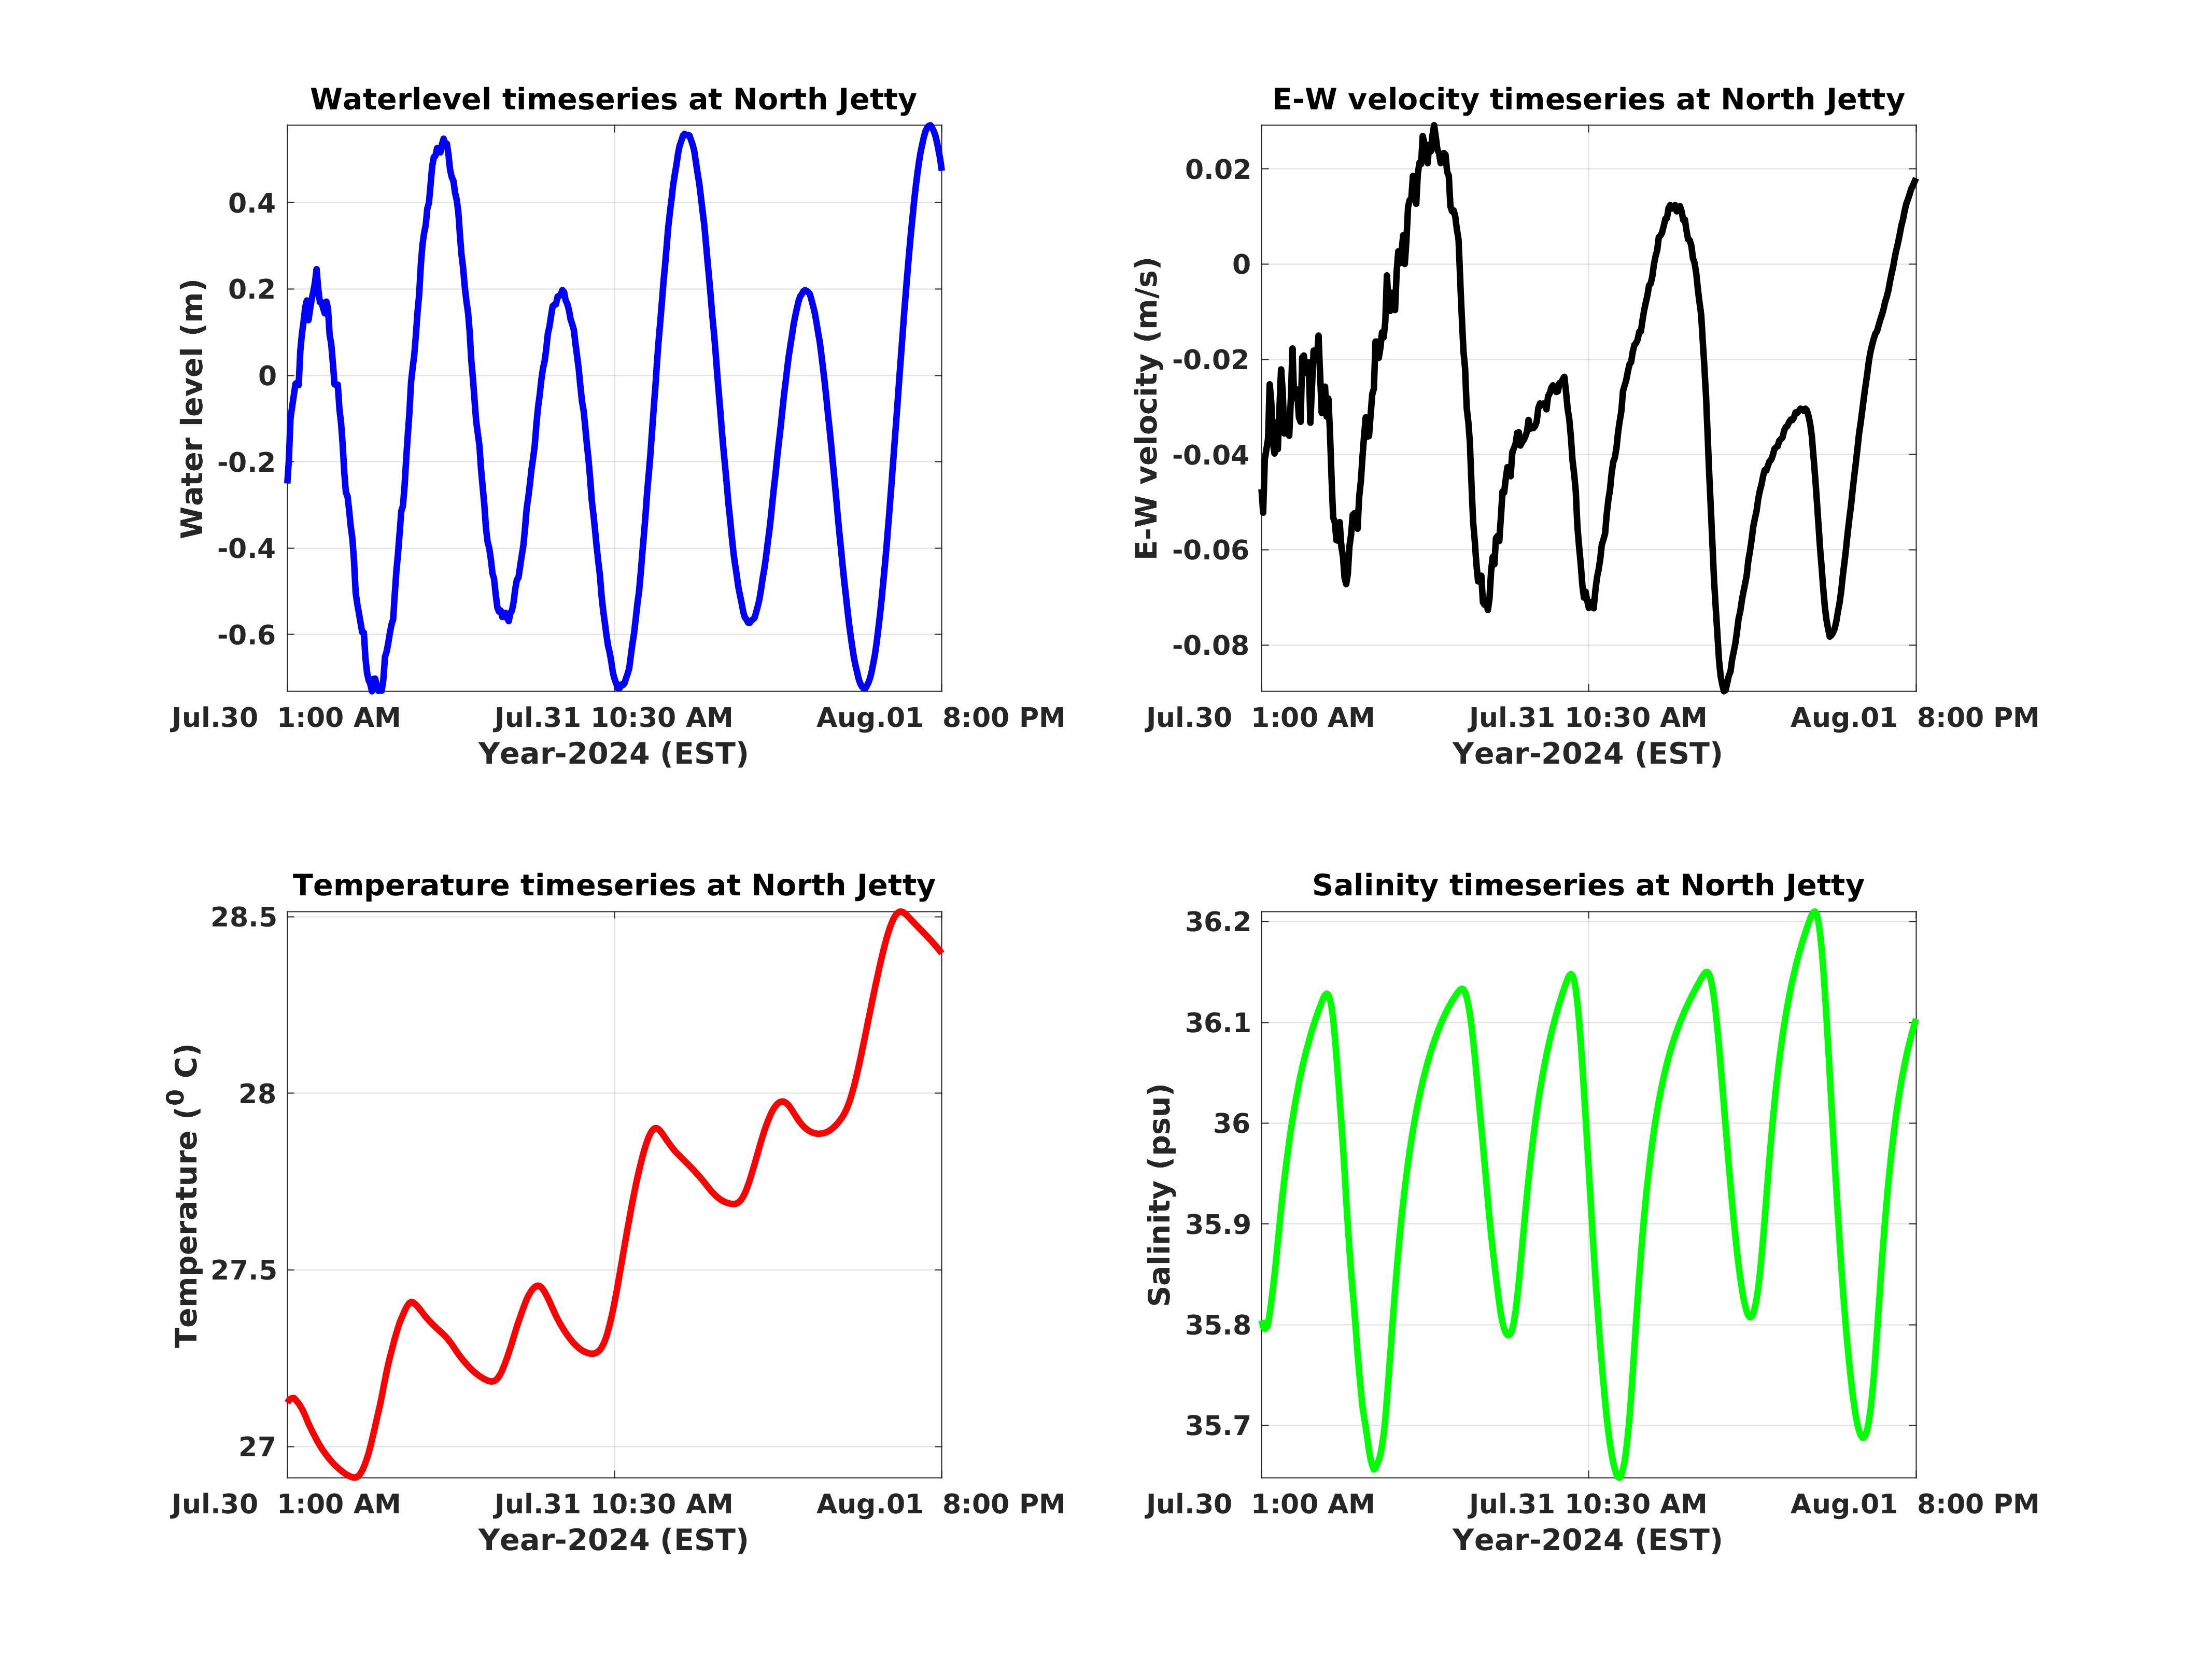 Waterlevel timeseries at North Jetty
0.4
0.2
0
-0.2
-0.4
-0.6
Water level (m)
Jul.30 1:00 AM Jul.31 10:30 AM Aug.01 8:00 PM
Year-2024 (EST)
E-W velocity timeseries at North Jetty
0.02
0
-0.02
-0.04
-0.06
-0.08
E-W velocity (m/s)
Jul.30 1:00 AM Jul.31 10:30 AM Aug.01 8:00 PM
Year-2024 (EST)
Temperature timeseries at North Jetty
28.5
28
27.5
27
Temperature (⁰ C)
Jul.30 1:00 AM Jul.31 10:30 AM Aug.01 8:00 PM
Year-2024 (EST)
Salinity timeseries at North Jetty
36.2
36.1
36
35.9
35.8
35.7
Salinity (psu)
Jul.30 1:00 AM Jul.31 10:30 AM Aug.01 8:00 PM
Year-2024 (EST)